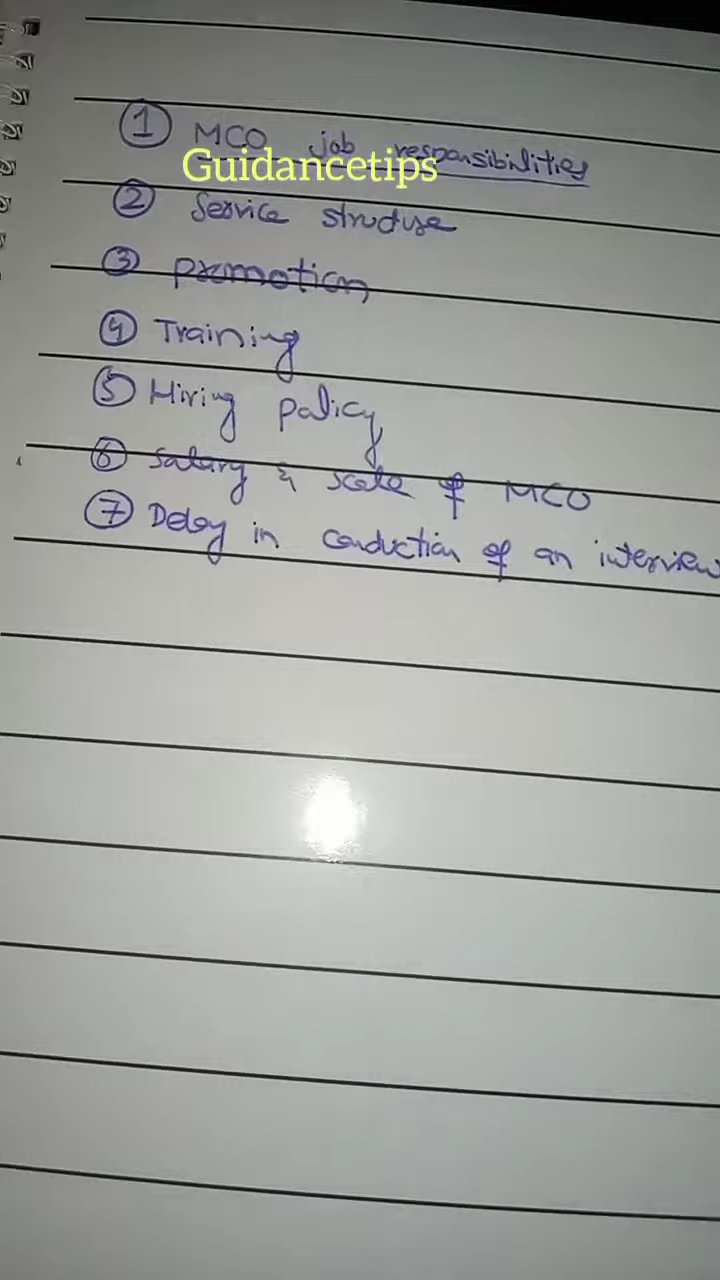 ① MCO job responsibilities
Guidancetips
② Service structure
③ promotion
④ Training
⑤ Hiring policy
⑥ Salary & scale of MCO
⑦ Delay in conduction of an interview